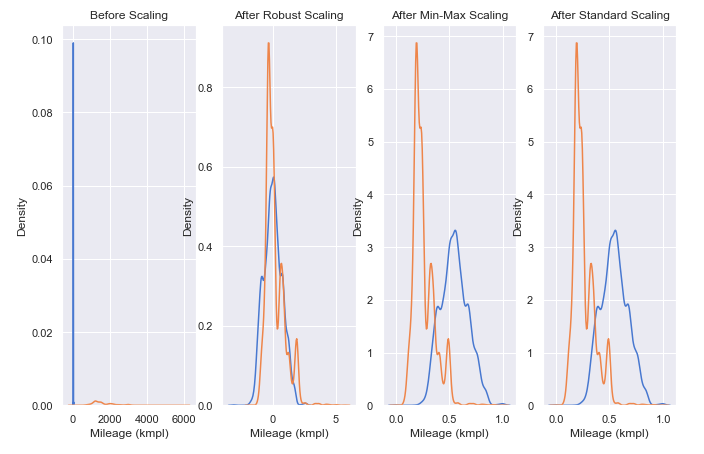 Before Scaling
0.10
0.08
0.06
0.04
0.02
0.00
Density
0 2000 4000 6000
Mileage (kmpl)
After Robust Scaling
0.8
0.6
0.4
0.2
0.0
Density
0 5
Mileage (kmpl)
After Min-Max Scaling
7
6
5
4
3
2
1
0
Density
0.0 0.5 1.0
Mileage (kmpl)
After Standard Scaling
7
6
5
4
3
2
1
0
Density
0.0 0.5 1.0
Mileage (kmpl)